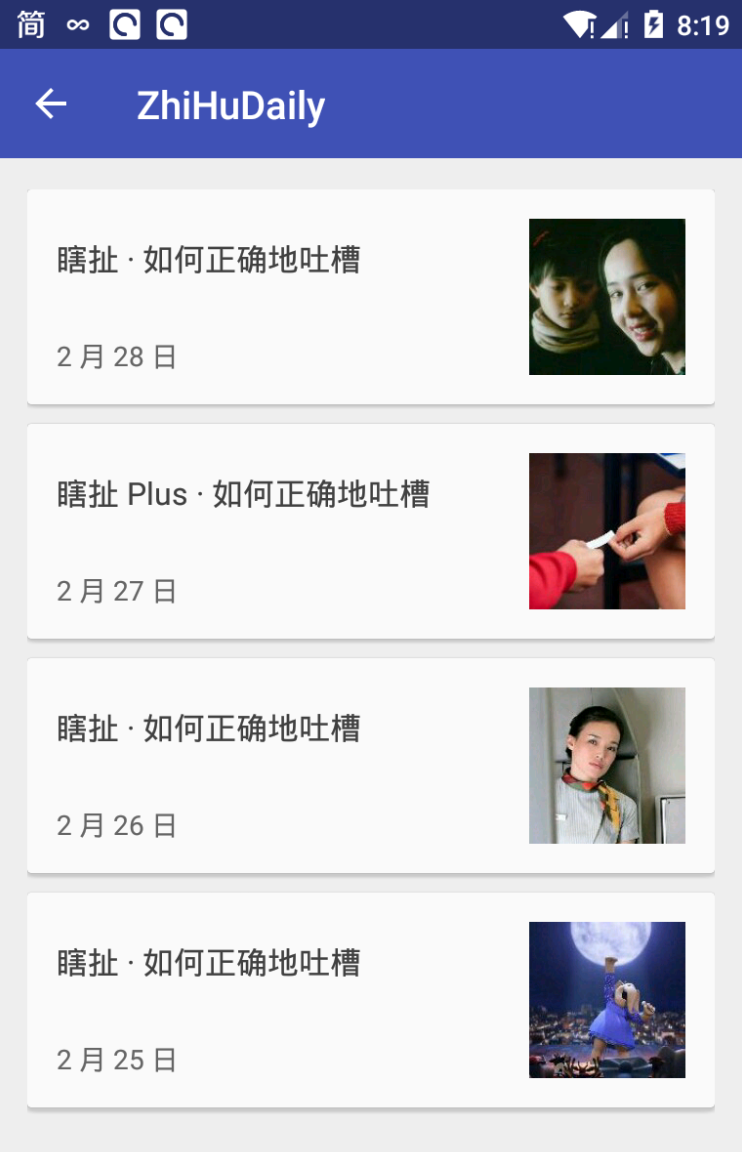 简 8:19
ZhiHuDaily
瞎扯 · 如何正确地吐槽
2 月 28 日
瞎扯 Plus · 如何正确地吐槽
2 月 27 日
瞎扯 · 如何正确地吐槽
2 月 26 日
瞎扯 · 如何正确地吐槽
2 月 25 日